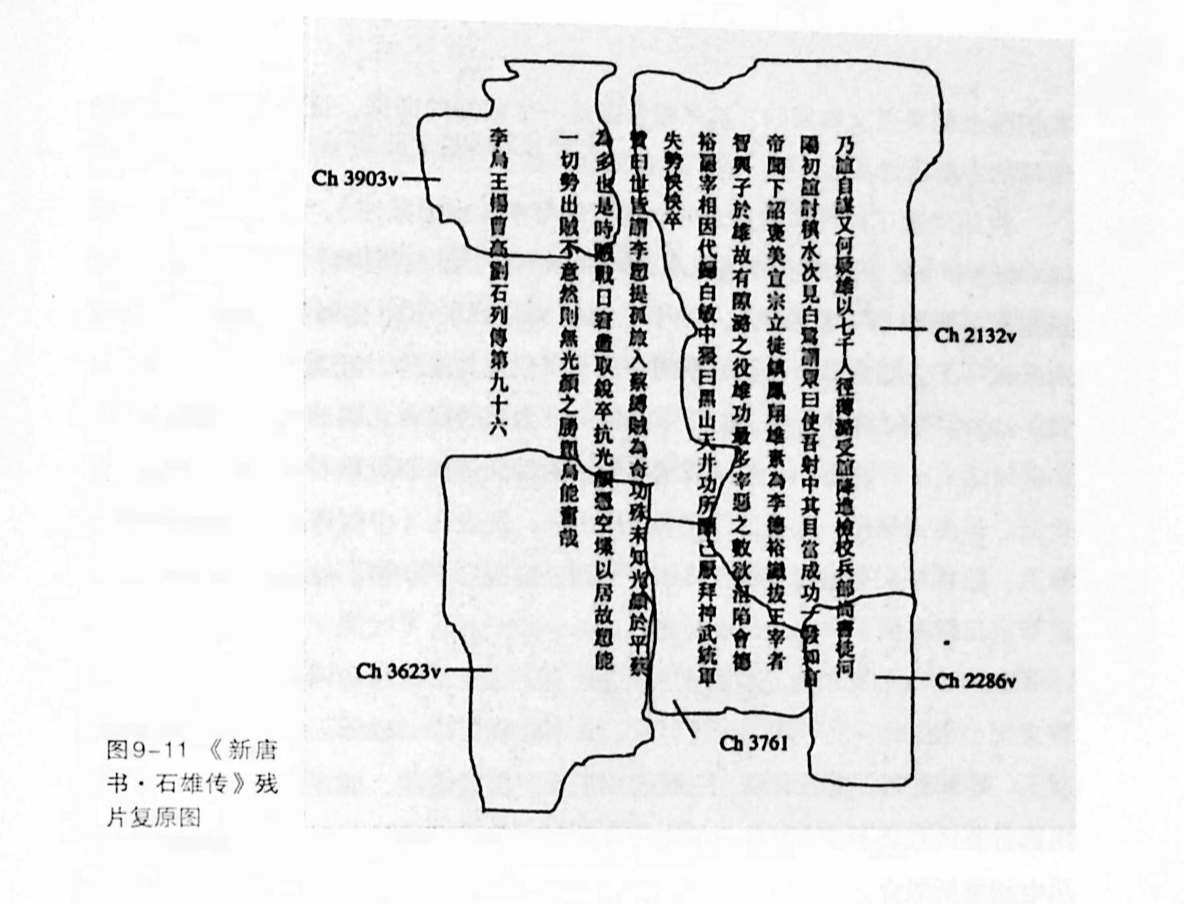 乃誼自謀又何疑雄以七千人徑薄潞受誼降進檢校兵部尚書徙河
陽初誼討稹水次見白鷺謂眾曰使吾射中其目當成功一發如言
帝聞下詔褒美宣宗立徙鎮鳳翔雄素為李德裕識拔王宰者
智興子於雄故有隙潞之役雄功最多宰惡之數欲沮陷會德
裕罷宰相因代歸白敏中猥曰黑山天井功所酬已厭拜神武統軍
失勢怏怏卒
贊曰世皆謂李愬提孤旅入蔡縛賊為奇功殊未知光顏於平蔡
為多也是時賊戰日窘盡取銳卒抗光顏憑空堞以居故愬能
一切勢出賊不意然則無光顏之勝愬烏能奮哉
李烏王楊曹高劉石列傳第九十六
Ch 3903v
Ch 2132v
Ch 3623v
Ch 2286v
Ch 3761
图9-11 《新唐
书·石雄传》残
片复原图